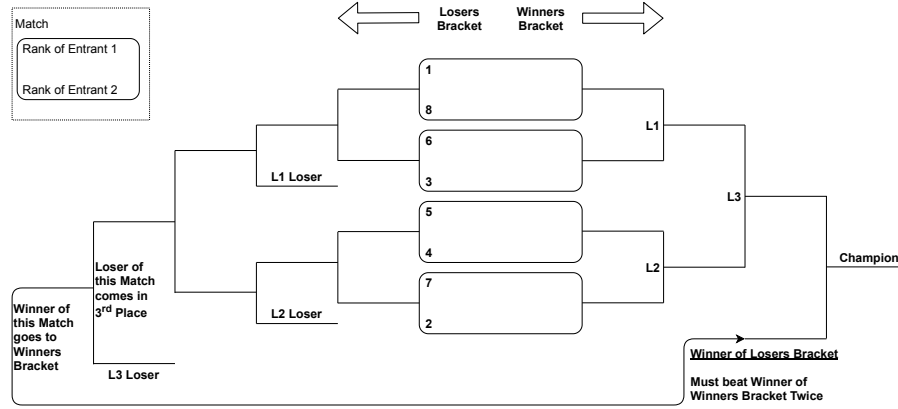 Losers
Bracket
Winners
Bracket
Match
Rank of Entrant 1
Rank of Entrant 2
1
8
6
3
5
4
7
2
L1
L2
L3
L1 Loser
L2 Loser
L3 Loser
Loser of
this Match
comes in
3rd Place
Winner of
this Match
goes to
Winners
Bracket
Champion
Winner of Losers Bracket
Must beat Winner of
Winners Bracket Twice